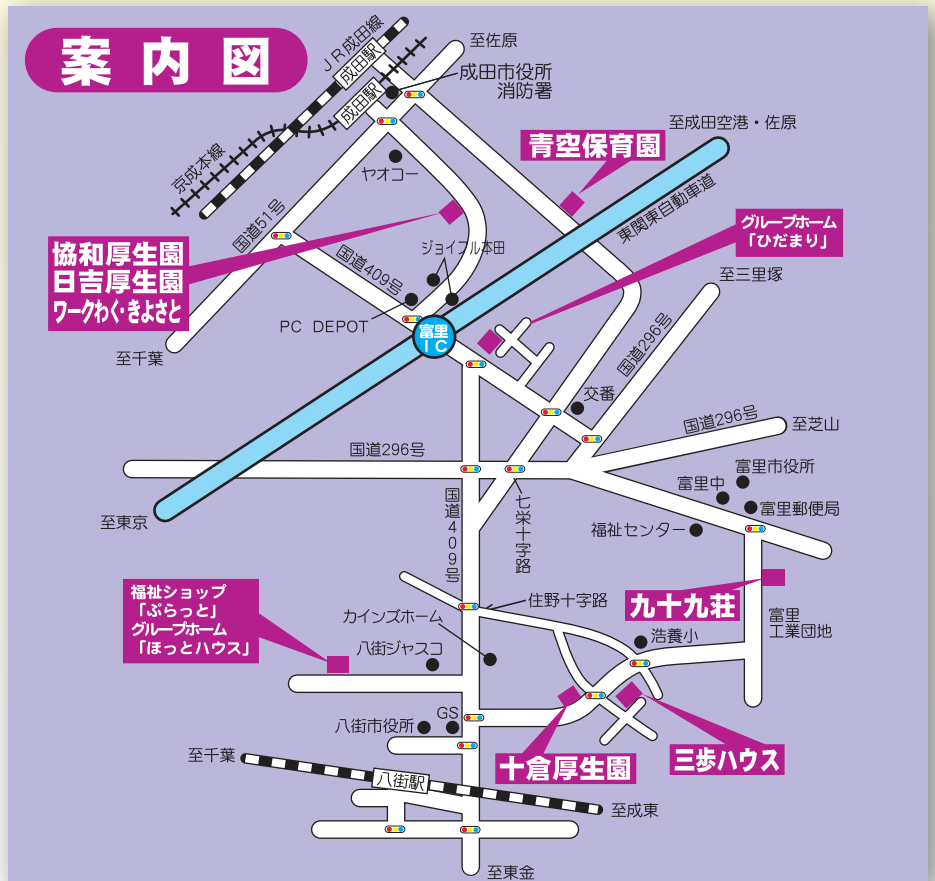 案内図
JR成田線
成田駅
至佐原
成田市役所
消防署
成田駅
京成本線
ヤオコー
至成田空港・佐原
青空保育園
東関東自動車道
グループホーム
「ひだまり」
国道51号
協和厚生園
日吉厚生園
ワークわく・きよさと
ジョイフル本田
国道409号
至三里塚
PC DEPOT
富里
IC
至千葉
国道296号
交番
国道296号
至芝山
国道296号
富里市役所
富里中
富里郵便局
至東京
国道409号
七栄十字路
福祉センター
福祉ショップ
「ぷらっと」
グループホーム
「ほっとハウス」
住野十字路
カインズホーム
九十九荘
富里
工業団地
浩養小
八街ジャスコ
GS
八街市役所
十倉厚生園
三歩ハウス
至千葉
八街駅
至成東
至東金